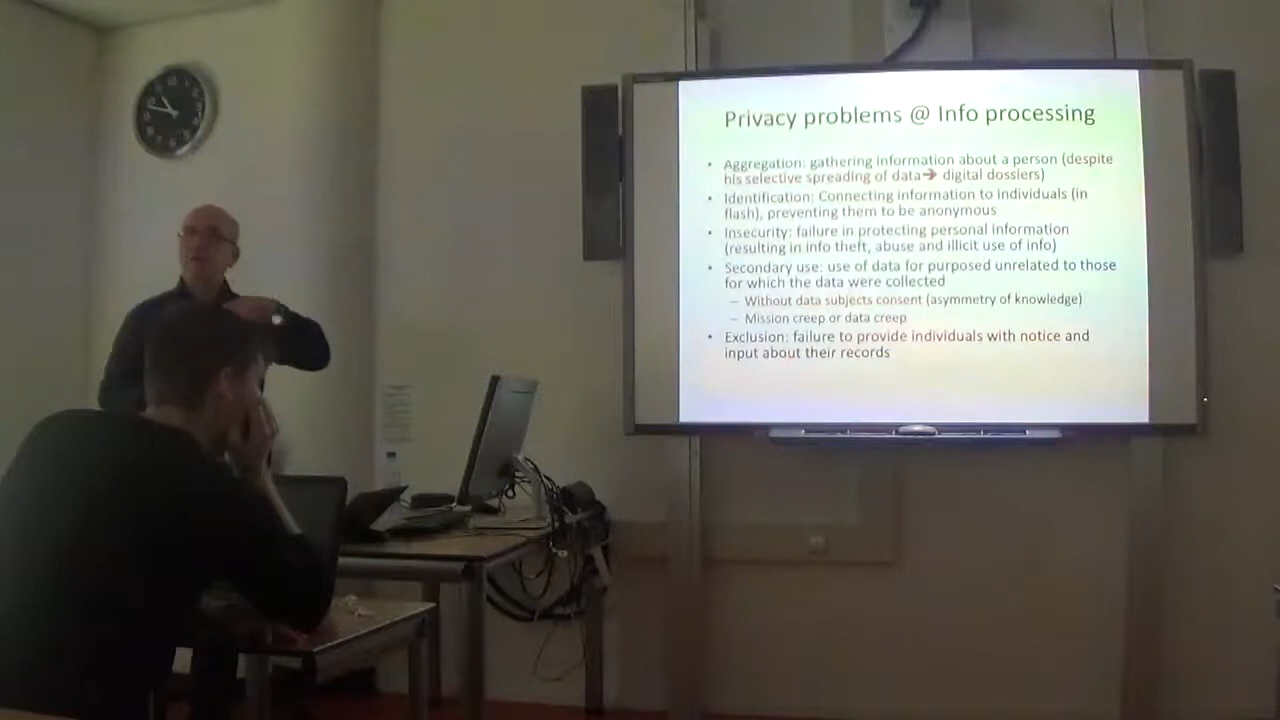 Privacy problems @ Info processing
• Aggregation: gathering information about a person (despite
his selective spreading of data➔ digital dossiers)
• Identification: Connecting information to individuals (in
flash), preventing them to be anonymous
• Insecurity: failure in protecting personal information
(resulting in info theft, abuse and illicit use of info)
• Secondary use: use of data for purposed unrelated to those
for which the data were collected
– Without data subjects consent (asymmetry of knowledge)
– Mission creep or data creep
• Exclusion: failure to provide individuals with notice and
input about their records